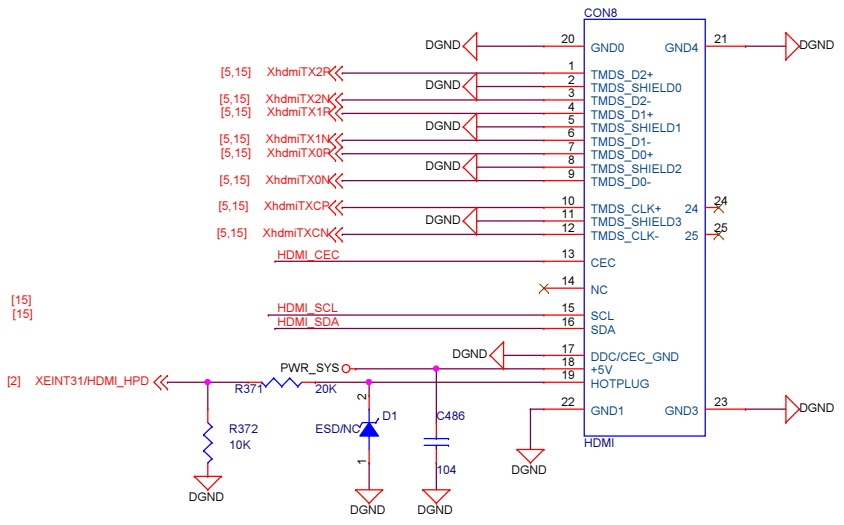 CON8
DGND 20 GND0 GND4 21 DGND
[5,15] XhdmiTX2P 1 TMDS_D2+
DGND 2 TMDS_SHIELD0
[5,15] XhdmiTX2N 3 TMDS_D2-
[5,15] XhdmiTX1P 4 TMDS_D1+
DGND 5 TMDS_SHIELD1
[5,15] XhdmiTX1N 6 TMDS_D1-
[5,15] XhdmiTX0P 7 TMDS_D0+
DGND 8 TMDS_SHIELD2
[5,15] XhdmiTX0N 9 TMDS_D0-
[5,15] XhdmiTXCP 10 TMDS_CLK+ 24 24
DGND 11 TMDS_SHIELD3
[5,15] XhdmiTXCN 12 TMDS_CLK- 25 25
HDMI_CEC 13 CEC
14 NC
[15]
HDMI_SCL 15 SCL
[15]
HDMI_SDA 16 SDA
DGND 17 DDC/CEC_GND
PWR_SYS 18 +5V
[2] XEINT31/HDMI_HPD R371 20K 19 HOTPLUG
22 GND1 GND3 23 DGND
2 D1 C486
R372 ESD/NC
10K 1 104
HDMI
DGND
DGND DGND DGND